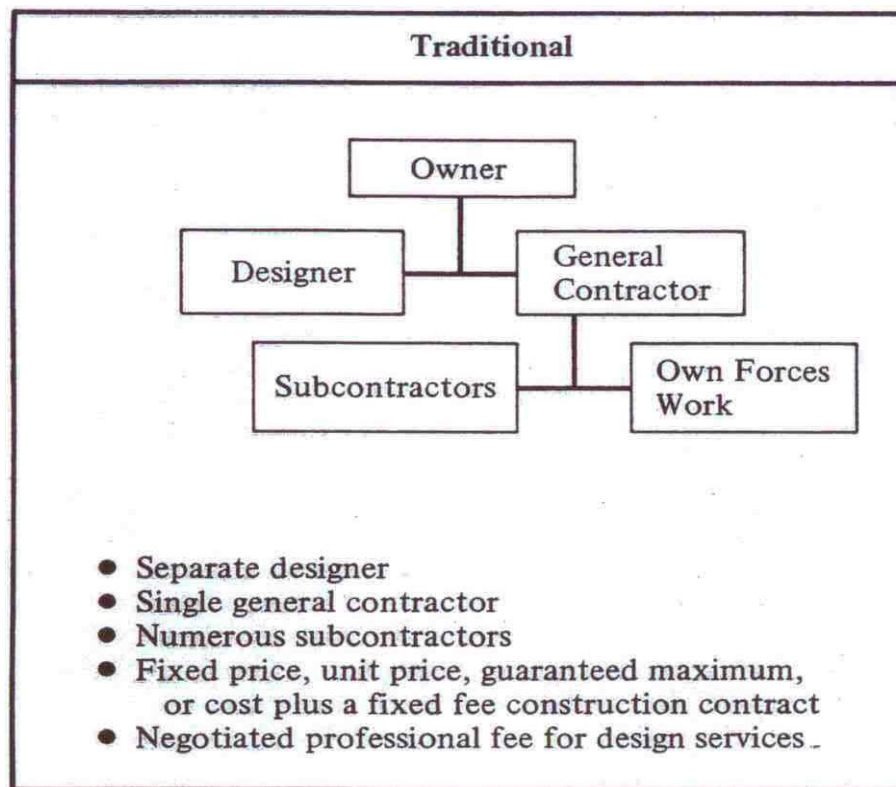 Traditional
Owner
Designer
General
Contractor
Subcontractors
Own Forces
Work
● Separate designer
● Single general contractor
● Numerous subcontractors
● Fixed price, unit price, guaranteed maximum,
or cost plus a fixed fee construction contract
● Negotiated professional fee for design services